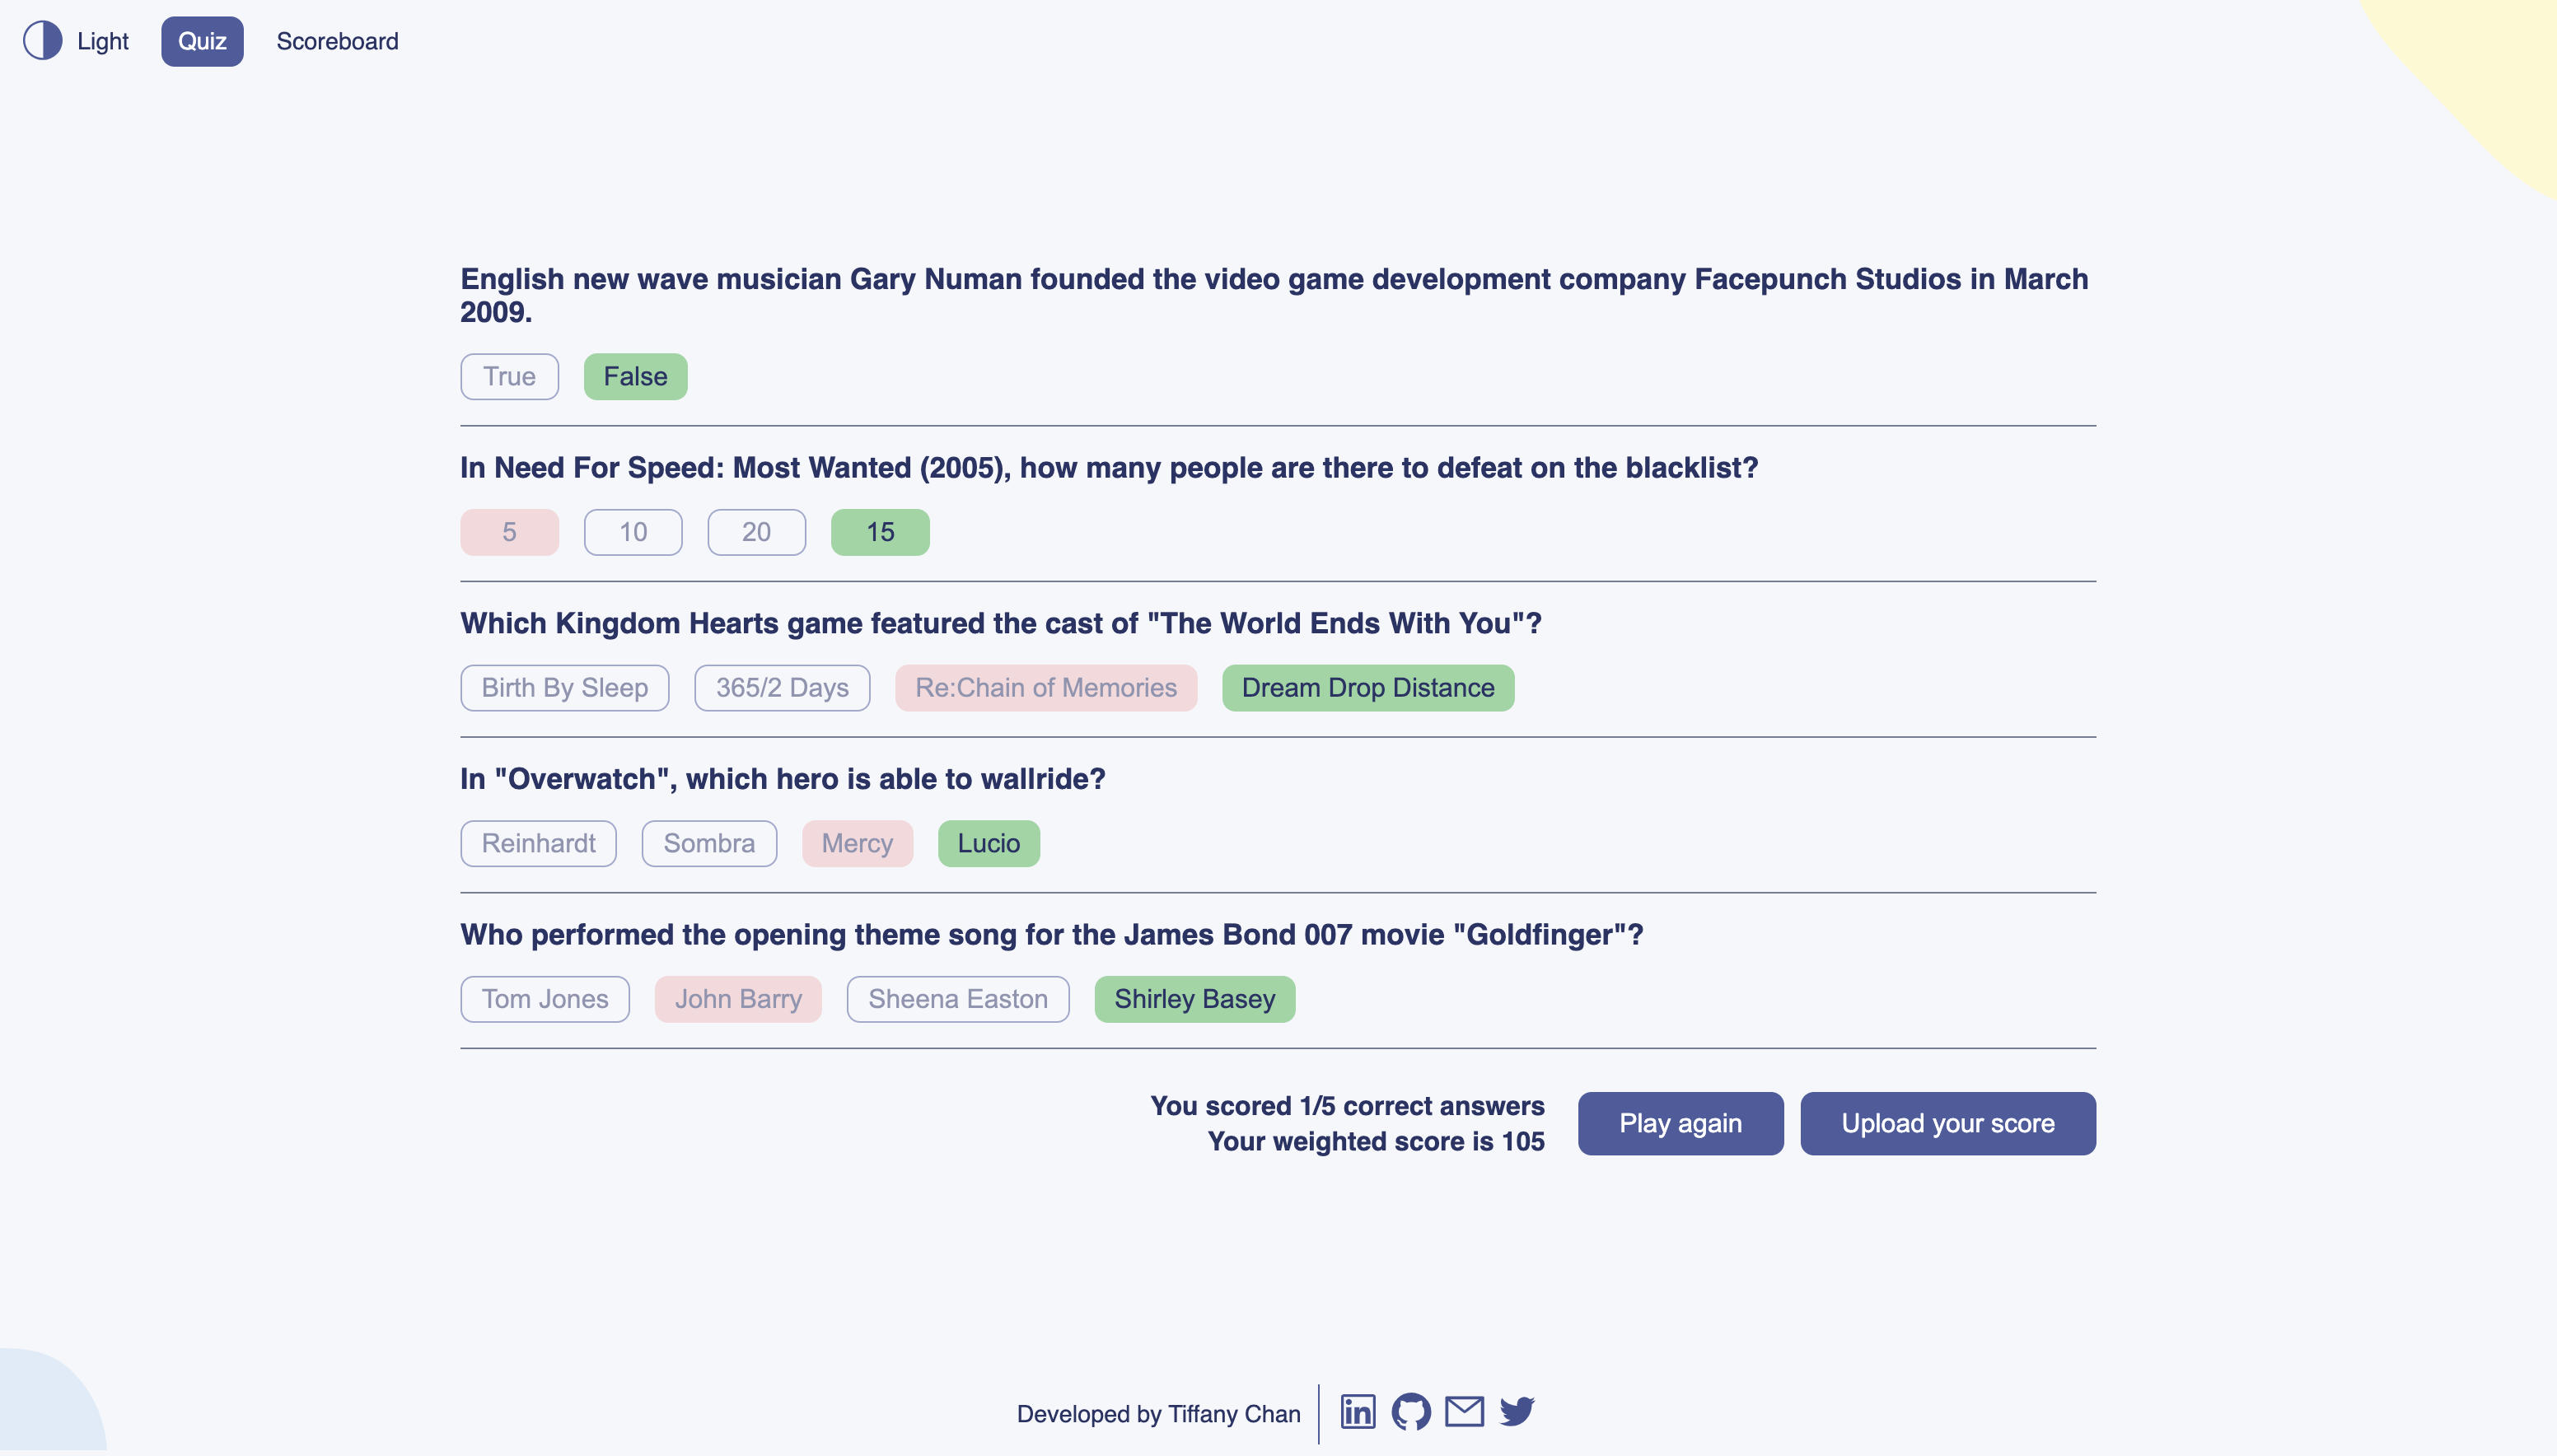 Light Quiz Scoreboard
English new wave musician Gary Numan founded the video game development company Facepunch Studios in March
2009.
True False
In Need For Speed: Most Wanted (2005), how many people are there to defeat on the blacklist?
5 10 20 15
Which Kingdom Hearts game featured the cast of "The World Ends With You"?
Birth By Sleep 365/2 Days Re:Chain of Memories Dream Drop Distance
In "Overwatch", which hero is able to wallride?
Reinhardt Sombra Mercy Lucio
Who performed the opening theme song for the James Bond 007 movie "Goldfinger"?
Tom Jones John Barry Sheena Easton Shirley Basey
You scored 1/5 correct answers
Your weighted score is 105
Play again Upload your score
Developed by Tiffany Chan